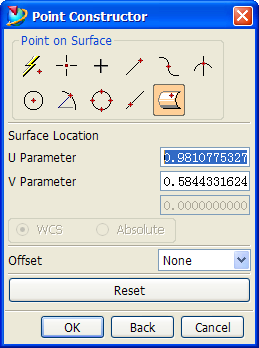 Point Constructor
Point on Surface
Surface Location
U Parameter 0.9810775327
V Parameter 0.5844331624
0.0000000000
WCS Absolute
Offset None
Reset
OK Back Cancel